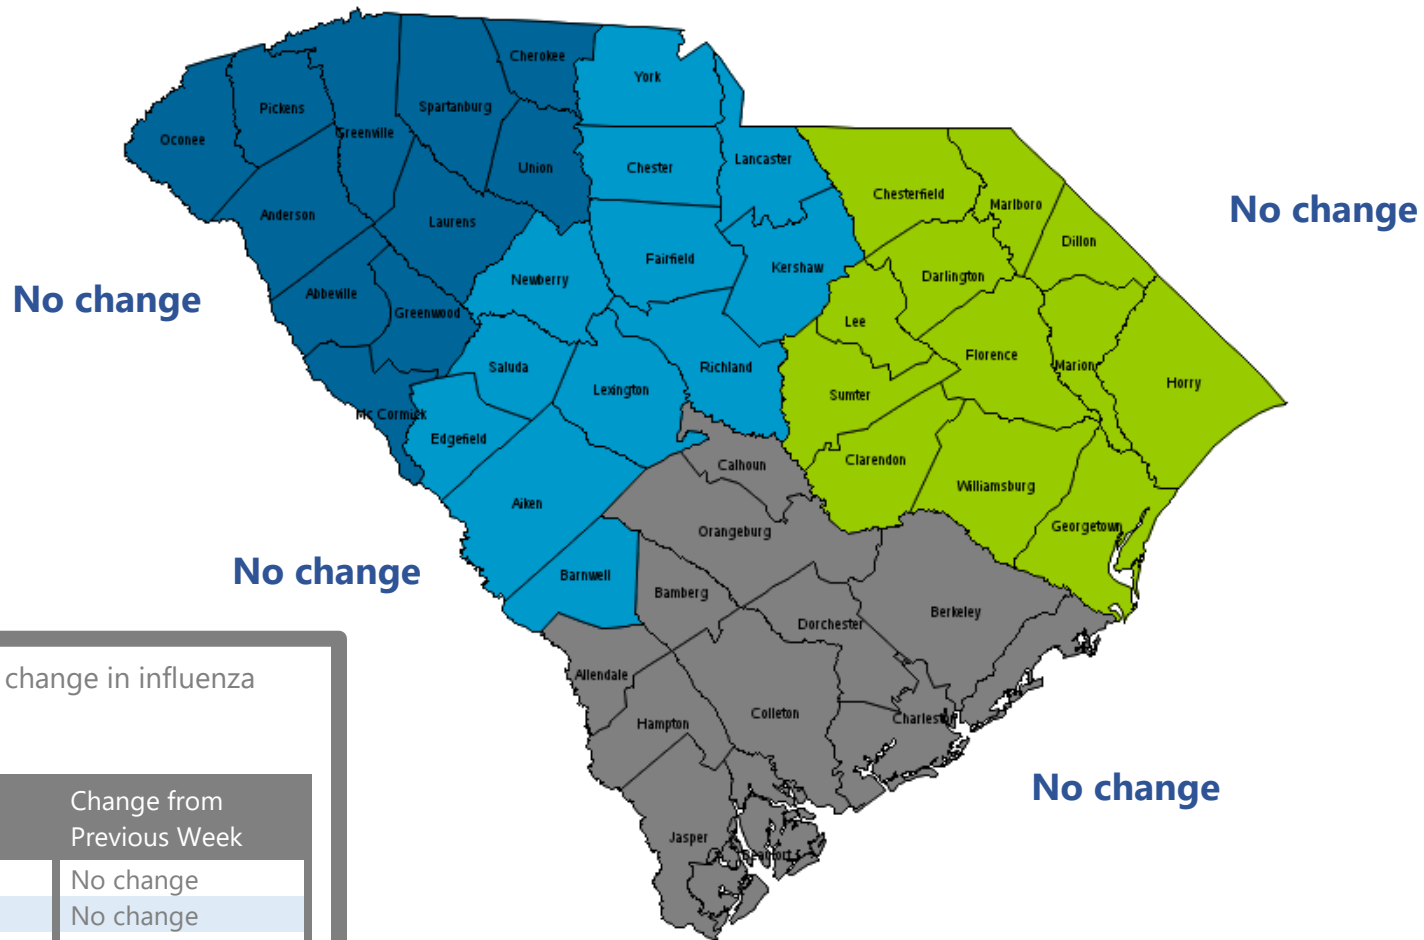 Cherokee
York
Pickens
Spartanburg
Greenville
Oconee
Union
Chester
Lancaster
Chesterfield
Marlboro
No change
Anderson
Laurens
Dillon
Fairfield
Kershaw
Darlington
Newberry
No change
Abbeville
Greenwood
Lee
Florence
Marion
Saluda
Richland
Horry
Lexington
Sumter
Mc Cormick
Edgefield
Calhoun
Clarendon
Williamsburg
Aiken
Orangeburg
Georgetown
No change
Barnwell
Bamberg
Berkeley
Dorchester
Allendale
Colleton
Charleston
Hampton
No change
Jasper
Beaufort
change in influenza
Change from
Previous Week
No change
No change